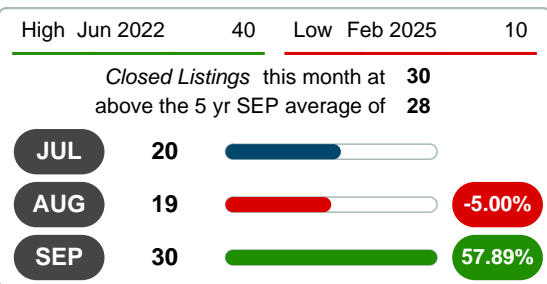 High Jun 2022 40 Low Feb 2025 10
Closed Listings this month at 30
above the 5 yr SEP average of 28
JUL 20
AUG 19 -5.00%
SEP 30 57.89%